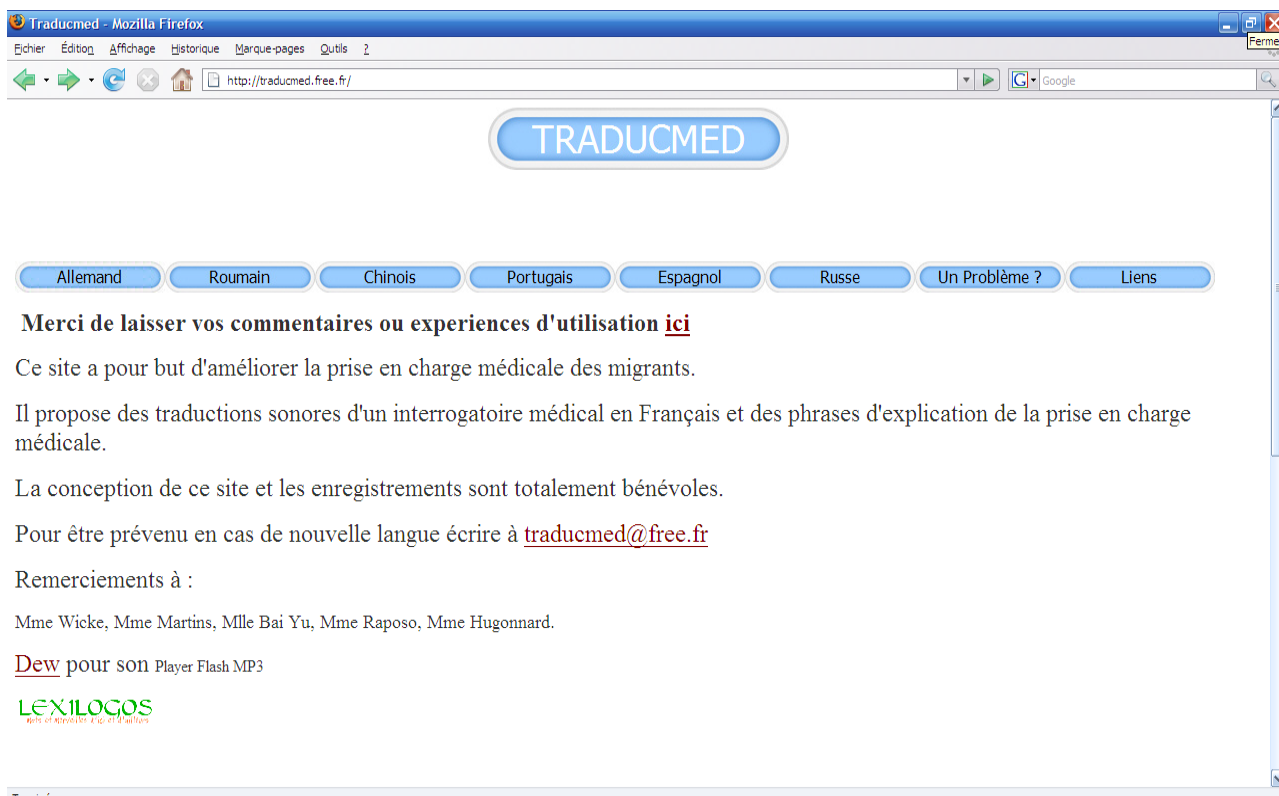 Traducmed - Mozilla Firefox
Fichier Édition Affichage Historique Marque-pages Outils ?
Ferme
http://traducmed.free.fr/
G Google
TRADUCMED
Allemand Roumain Chinois Portugais Espagnol Russe Un Problème ? Liens
Merci de laisser vos commentaires ou experiences d'utilisation ici
Ce site a pour but d'améliorer la prise en charge médicale des migrants.
Il propose des traductions sonores d'un interrogatoire médical en Français et des phrases d'explication de la prise en charge
médicale.
La conception de ce site et les enregistrements sont totalement bénévoles.
Pour être prévenu en cas de nouvelle langue écrire à traducmed@free.fr
Remerciements à :
Mme Wicke, Mme Martins, Mlle Bai Yu, Mme Raposo, Mme Hugonnard.
Dew pour son Player Flash MP3
LEXILOGOS